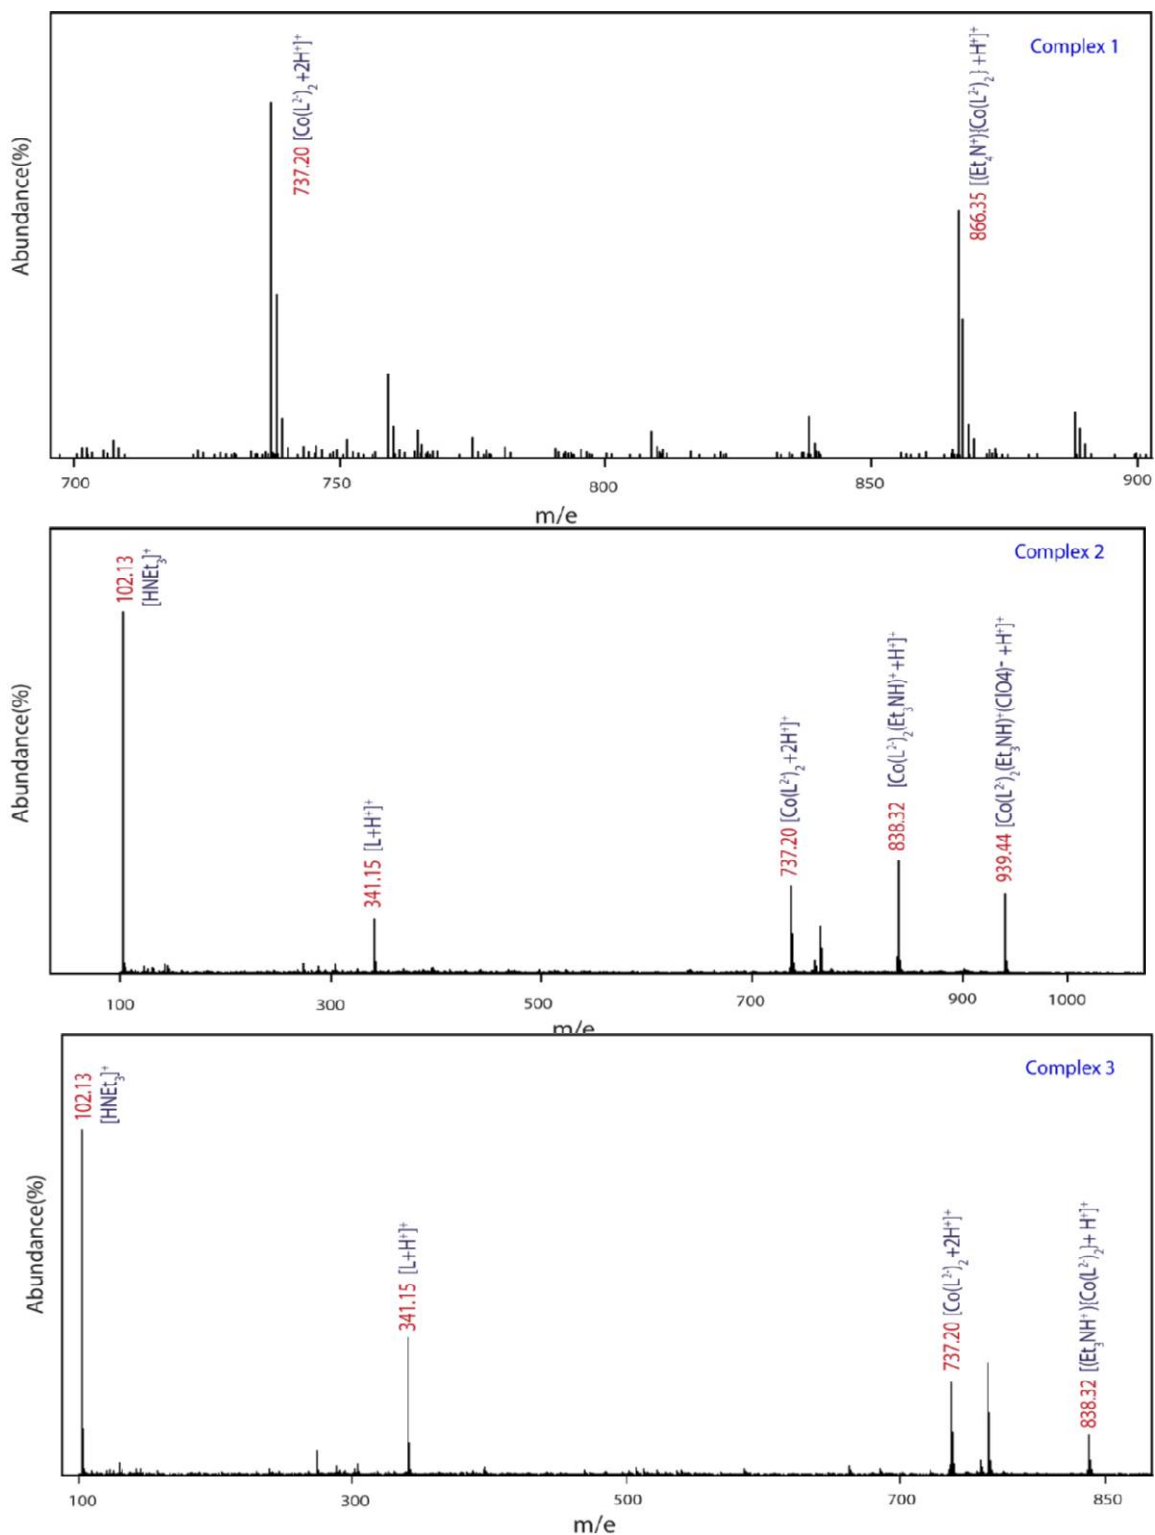 Complex 1
Abundance(%)
737.20 [Co(L²⁻)₂ +2H⁺]⁺
866.35 [(Et₄N⁺){Co(L²⁻)₂} +H⁺]⁺
700 750 800 850 900
m/e
Complex 2
Abundance(%)
102.13
[HNEt₃]⁺
341.15 [L+H⁺]⁺
737.20 [Co(L²⁻)₂ +2H⁺]⁺
838.32 [Co(L²⁻)₂(Et₃NH)⁺ +H⁺]⁺
939.44 [Co(L²⁻)₂(Et₃NH)⁺(ClO4)⁻ +H⁺]⁺
100 300 500 700 900 1000
m/e
Complex 3
Abundance(%)
102.13
[HNEt₃]⁺
341.15 [L+H⁺]⁺
737.20 [Co(L²⁻)₂ +2H⁺]⁺
838.32 [(Et₃NH⁺){Co(L²⁻)₂}+ H⁺]⁺
100 300 500 700 850
m/e